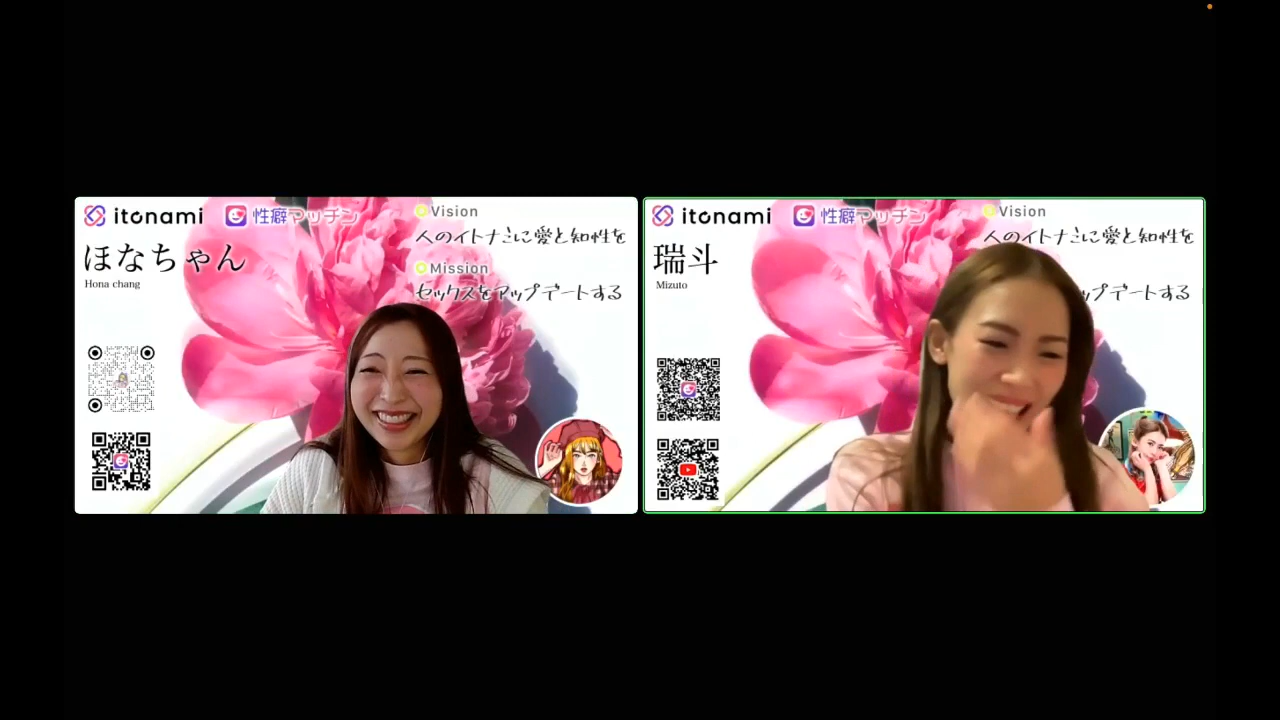 itonami
性癖マッチン
Vision
人のイトナミに愛と知性を
ほなちゃん
Hona chang
Mission
セックスをアップデートする
itonami
性癖マッチン
Vision
人のイトナミに愛と知性を
瑞斗
Mizuto
ップデートする